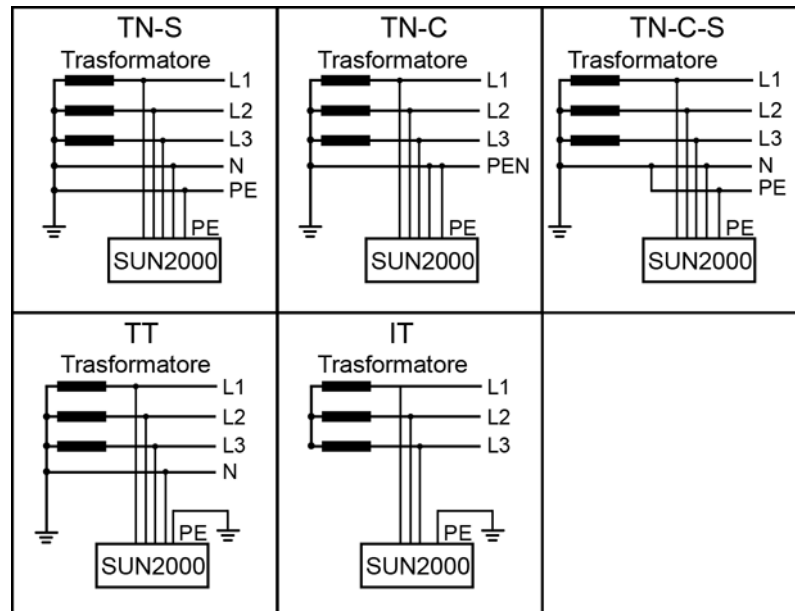 TN-S
Trasformatore
L1
L2
L3
N
PE
PE
SUN2000
TN-C
Trasformatore
L1
L2
L3
PEN
PE
SUN2000
TN-C-S
Trasformatore
L1
L2
L3
N
PE
PE
SUN2000
TT
Trasformatore
L1
L2
L3
N
PE
SUN2000
IT
Trasformatore
L1
L2
L3
PE
SUN2000